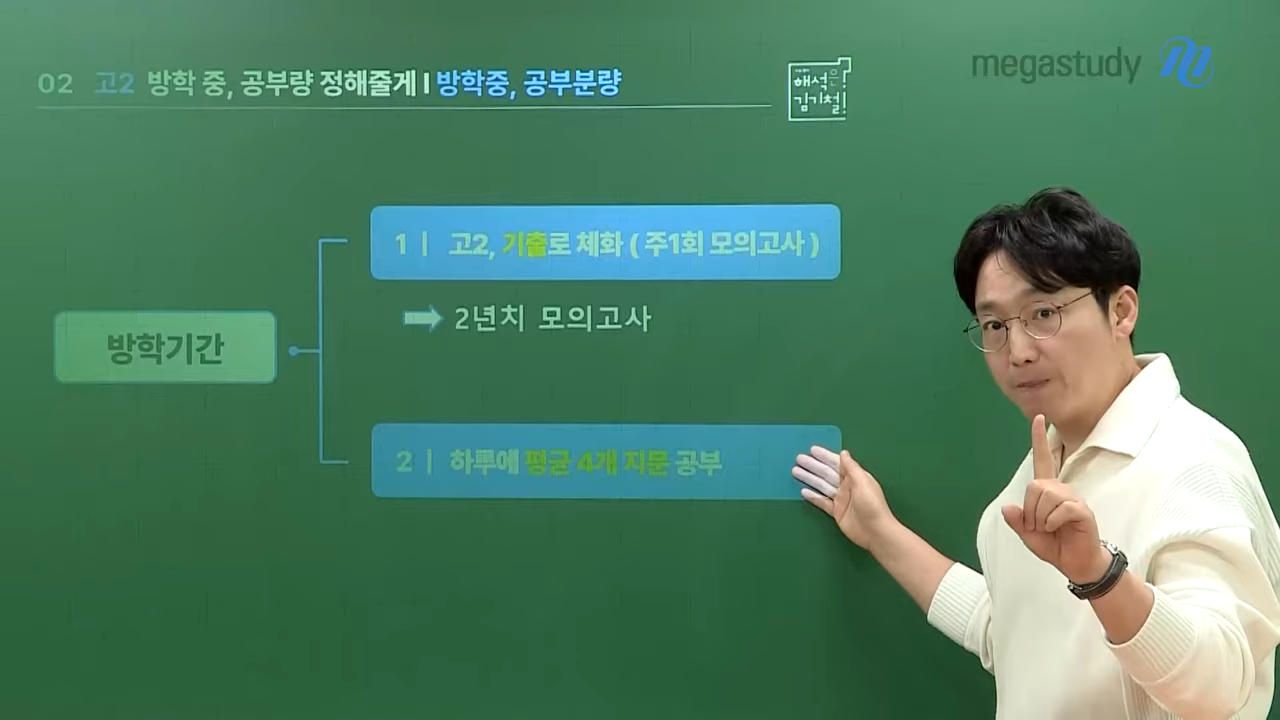 02 고2 방학 중, 공부량 정해줄게 I 방학중, 공부분량
해석은?
김기철!
megastudy
1 | 고2, 기출로 체화 ( 주1회 모의고사 )
2년치 모의고사
방학기간
2 | 하루에 평균 4개 지문 공부